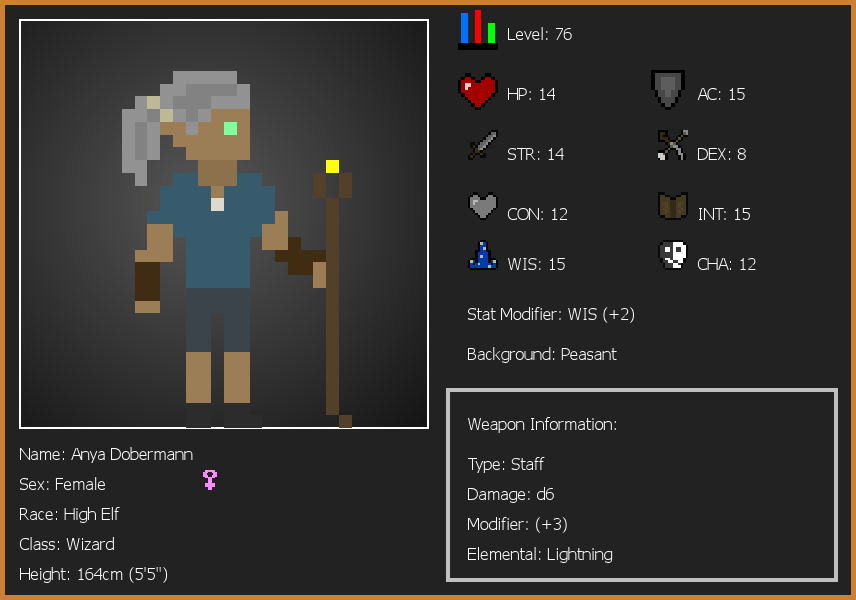 Level: 76
HP: 14
AC: 15
STR: 14
DEX: 8
CON: 12
INT: 15
WIS: 15
CHA: 12
Stat Modifier: WIS (+2)
Background: Peasant
Weapon Information:
Type: Staff
Damage: d6
Modifier: (+3)
Elemental: Lightning
Name: Anya Dobermann
Sex: Female
Race: High Elf
Class: Wizard
Height: 164cm (5'5")